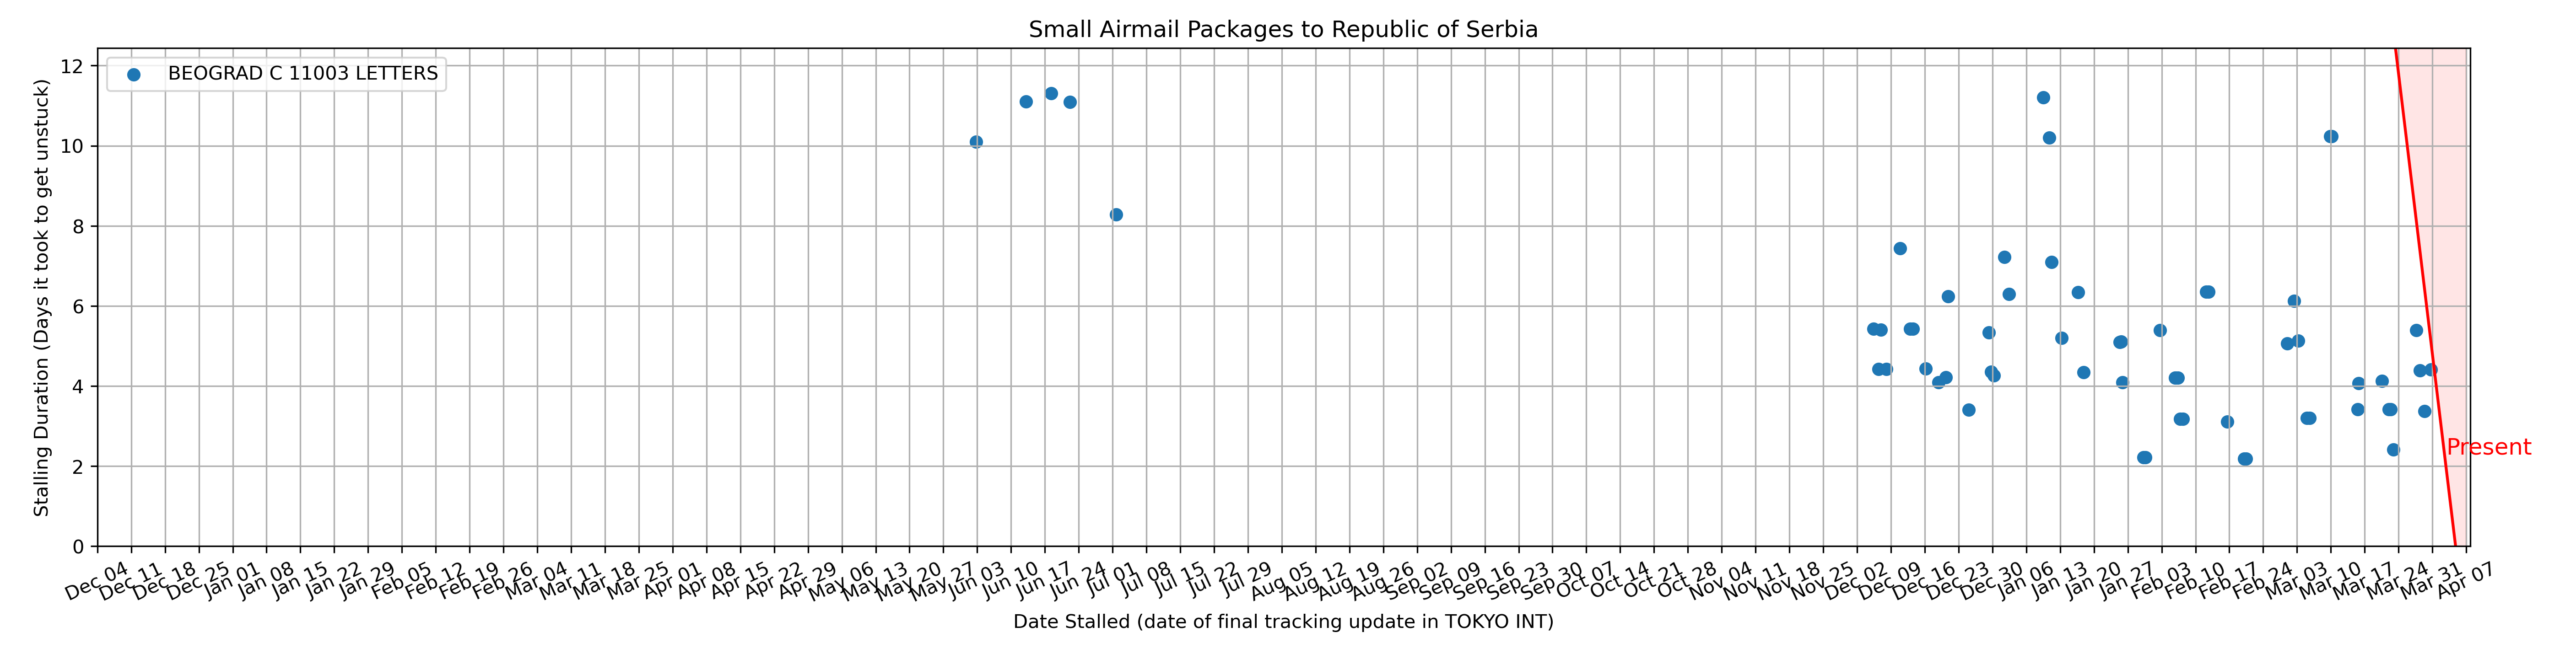 Small Airmail Packages to Republic of Serbia
BEOGRAD C 11003 LETTERS
Stalling Duration (Days it took to get unstuck)
12
10
8
6
4
2
0
Present
Dec 04 Dec 11 Dec 18 Dec 25 Jan 01 Jan 08 Jan 15 Jan 22 Jan 29 Feb 05 Feb 12 Feb 19 Feb 26 Mar 04 Mar 11 Mar 18 Mar 25 Apr 01 Apr 08 Apr 15 Apr 22 Apr 29 May 06 May 13 May 20 May 27 Jun 03 Jun 10 Jun 17 Jun 24 Jul 01 Jul 08 Jul 15 Jul 22 Jul 29 Aug 05 Aug 12 Aug 19 Aug 26 Sep 02 Sep 09 Sep 16 Sep 23 Sep 30 Oct 07 Oct 14 Oct 21 Oct 28 Nov 04 Nov 11 Nov 18 Nov 25 Dec 02 Dec 09 Dec 16 Dec 23 Dec 30 Jan 06 Jan 13 Jan 20 Jan 27 Feb 03 Feb 10 Feb 17 Feb 24 Mar 03 Mar 10 Mar 17 Mar 24 Mar 31 Apr 07
Date Stalled (date of final tracking update in TOKYO INT)